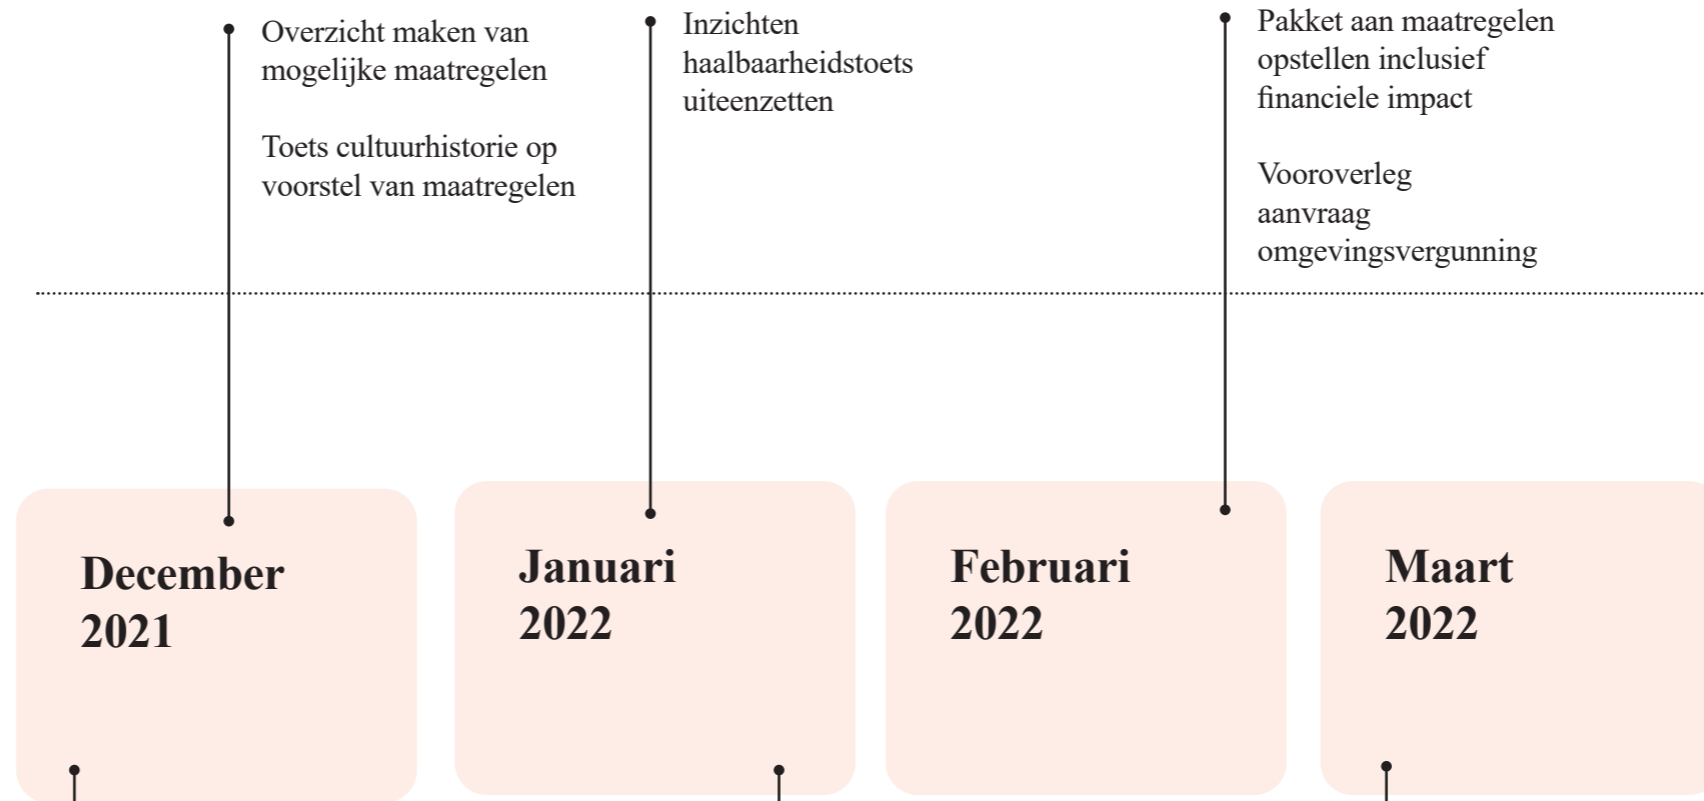 Overzicht maken van
mogelijke maatregelen
Toets cultuurhistorie op
voorstel van maatregelen
Inzichten
haalbaarheidstoets
uiteenzetten
Pakket aan maatregelen
opstellen inclusief
financiele impact
Vooroverleg
aanvraag
omgevingsvergunning
December
2021
Januari
2022
Februari
2022
Maart
2022